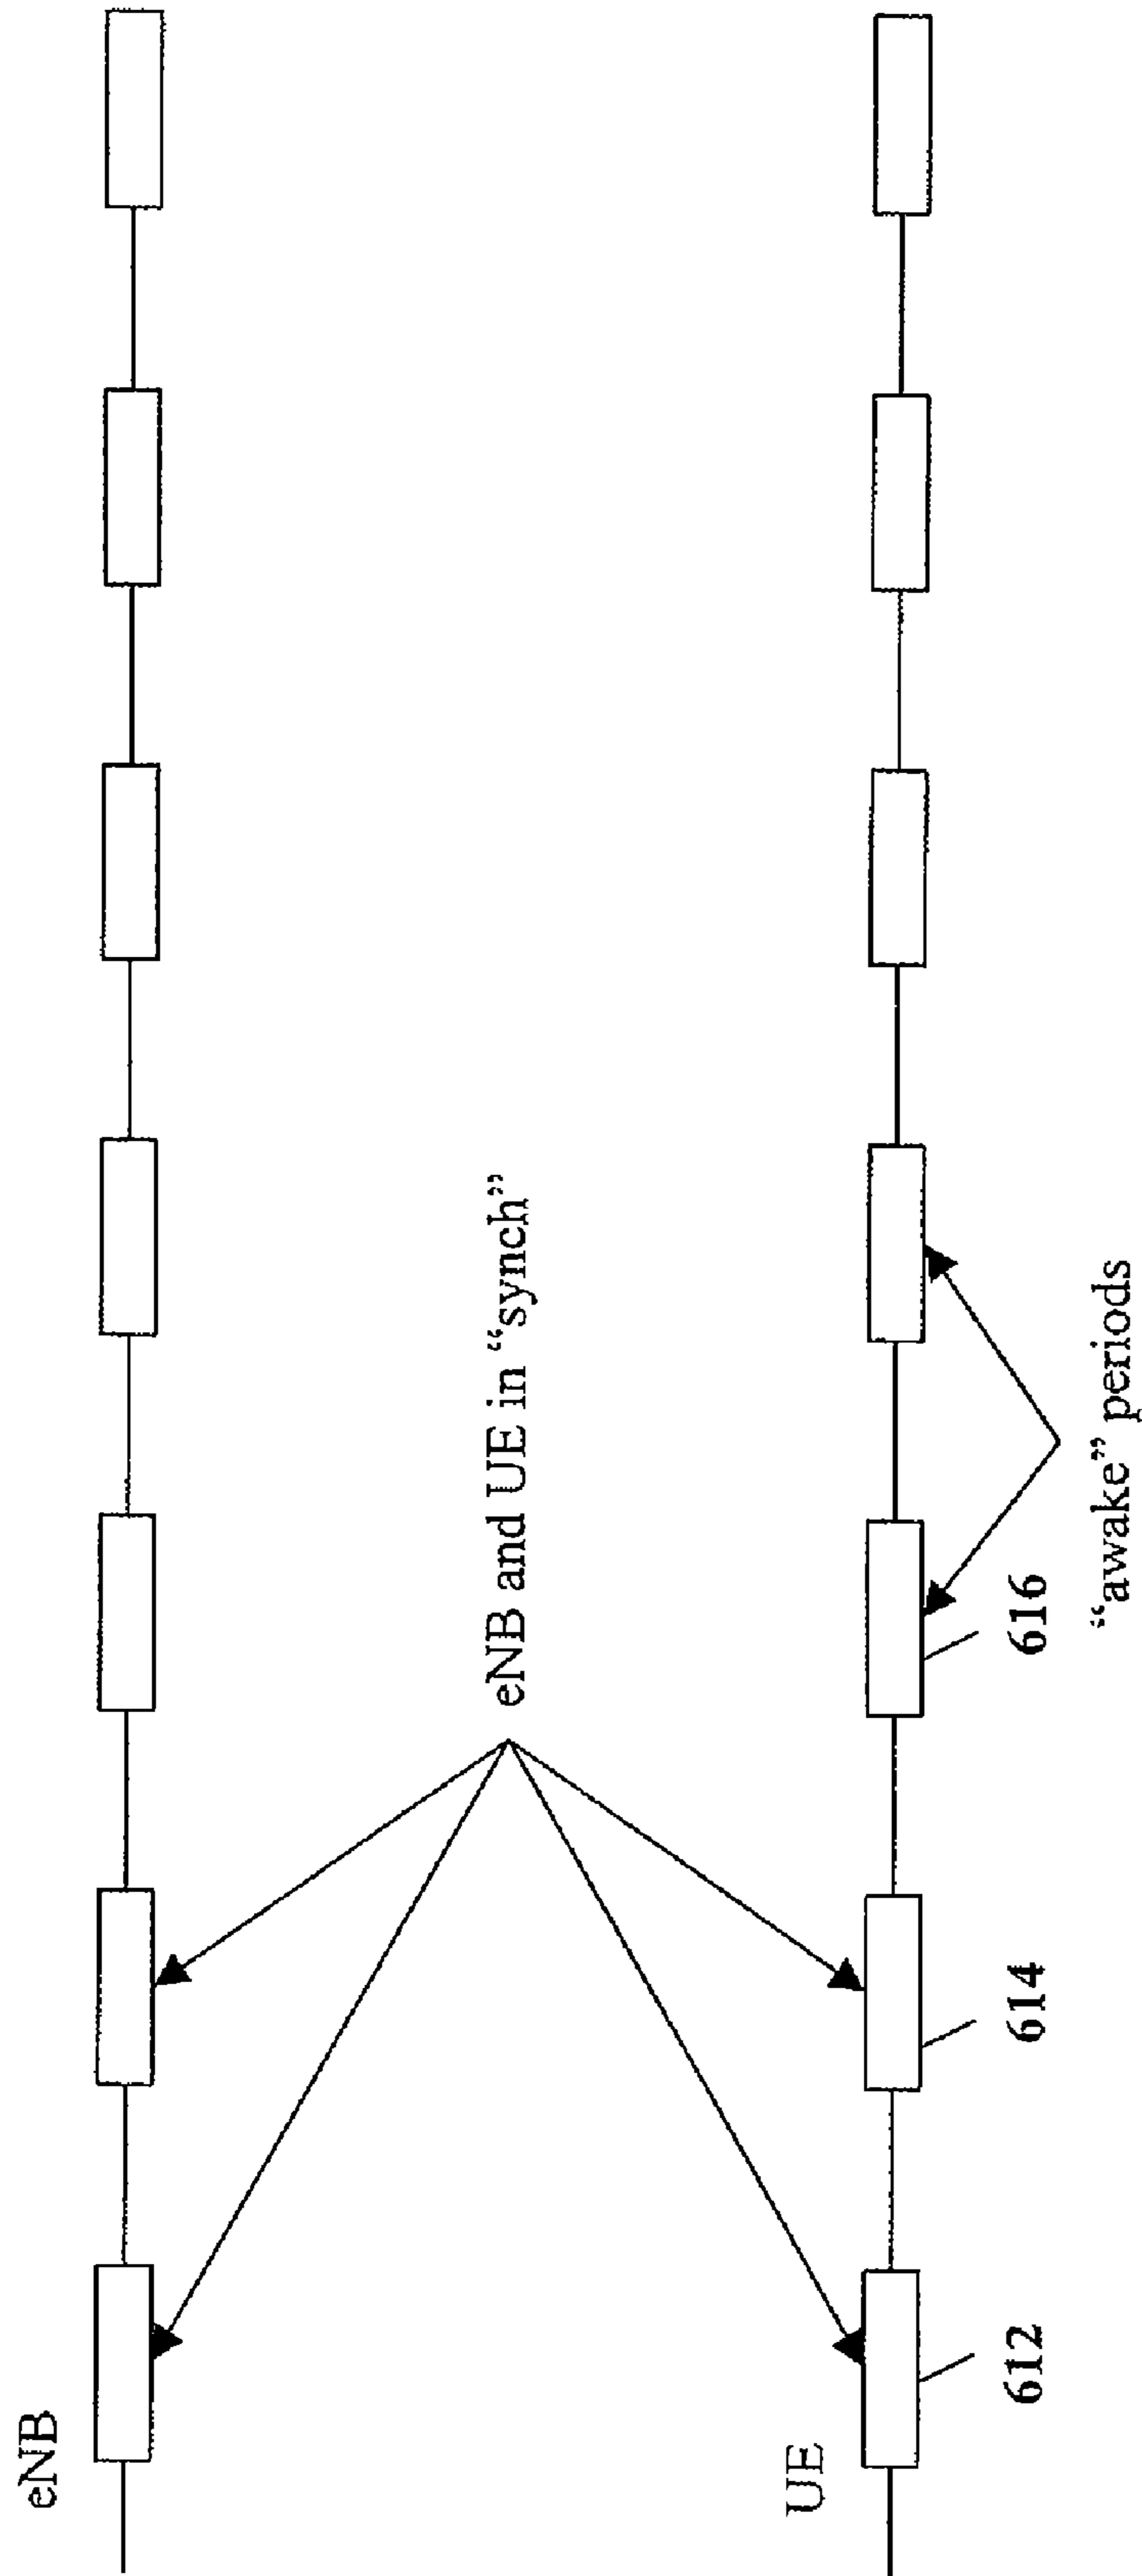 eNB
eNB and UE in “synch”
UE
612
614
616
“awake” periods